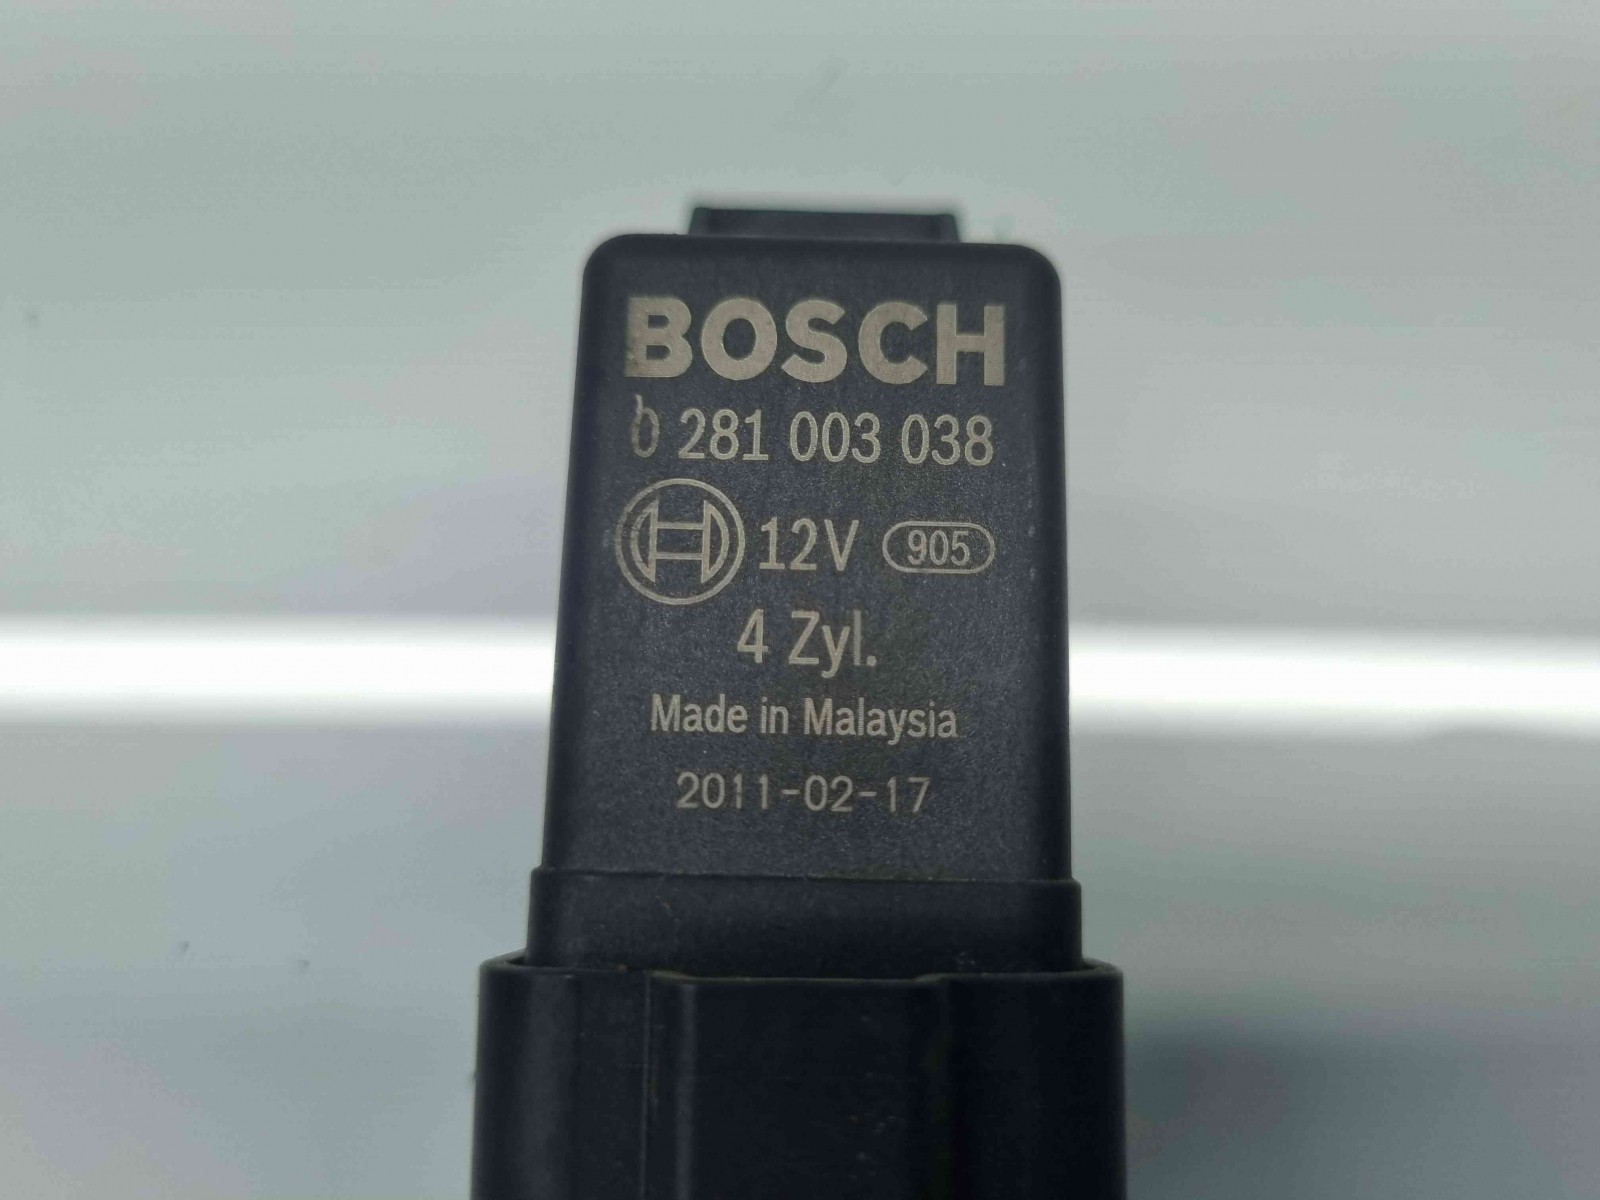 BOSCH
0 281 003 038
12V 905
4 Zyl.
Made in Malaysia
2011-02-17